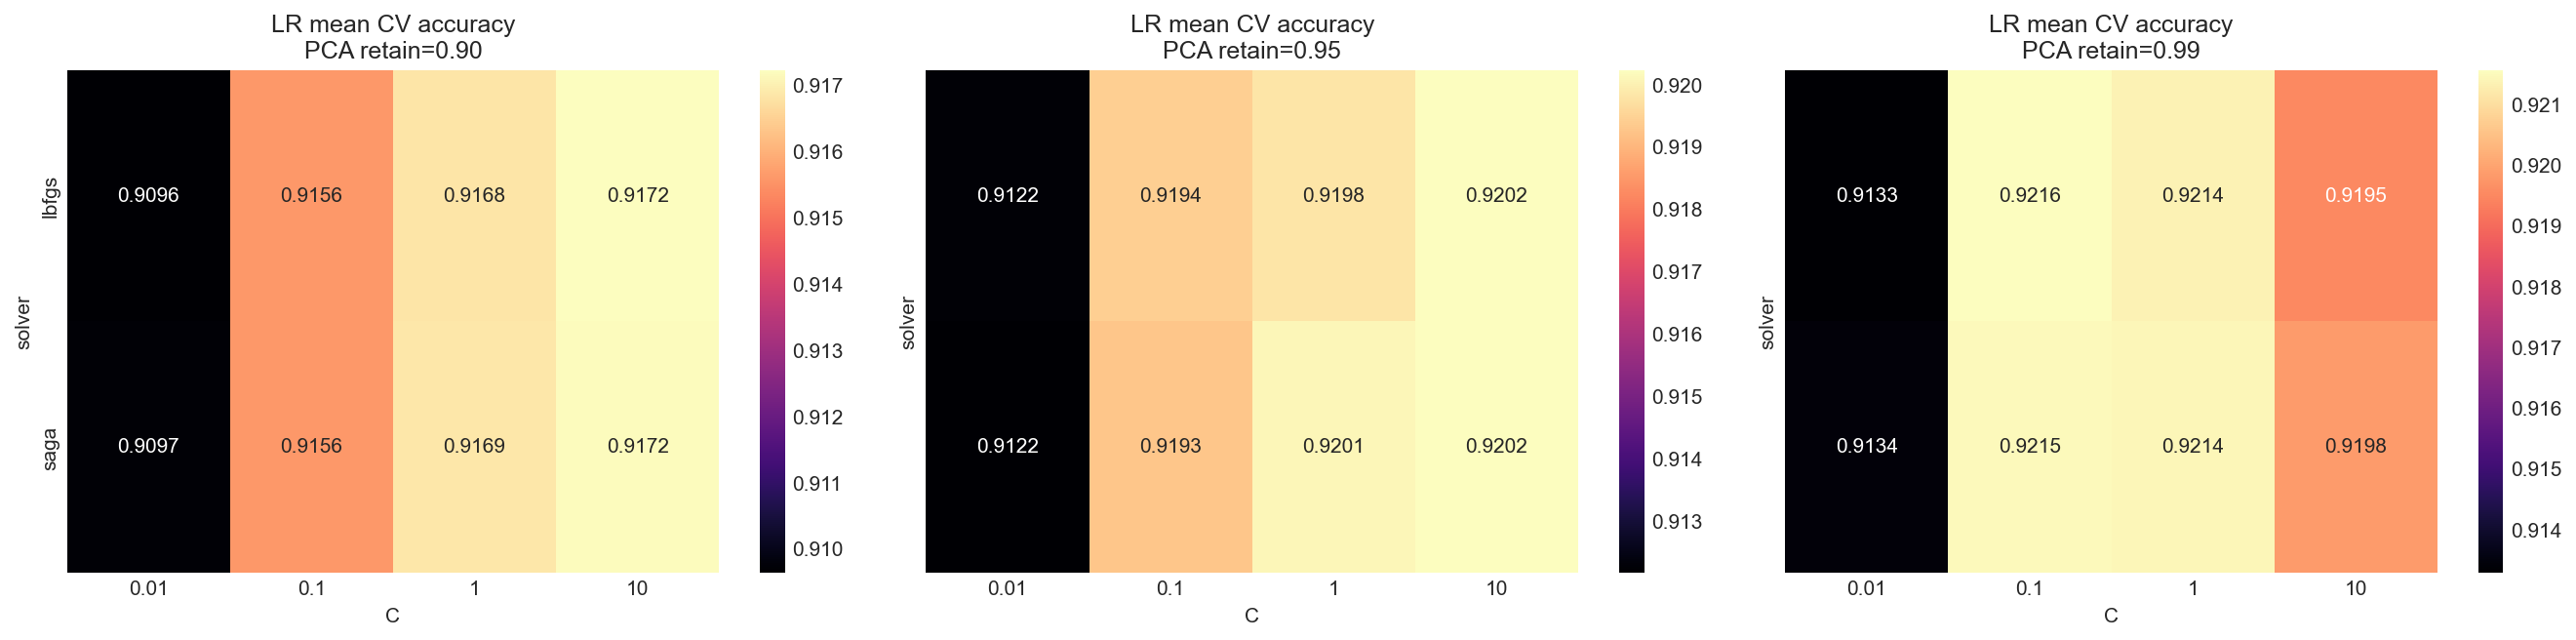 LR mean CV accuracy
PCA retain=0.90
solver
lbfgs
saga
0.9096 0.9156 0.9168 0.9172
0.9097 0.9156 0.9169 0.9172
0.01 0.1 1 10
C
0.917
0.916
0.915
0.914
0.913
0.912
0.911
0.910
LR mean CV accuracy
PCA retain=0.95
solver
0.9122 0.9194 0.9198 0.9202
0.9122 0.9193 0.9201 0.9202
0.01 0.1 1 10
C
0.920
0.919
0.918
0.917
0.916
0.915
0.914
0.913
LR mean CV accuracy
PCA retain=0.99
solver
0.9133 0.9216 0.9214 0.9195
0.9134 0.9215 0.9214 0.9198
0.01 0.1 1 10
C
0.921
0.920
0.919
0.918
0.917
0.916
0.915
0.914